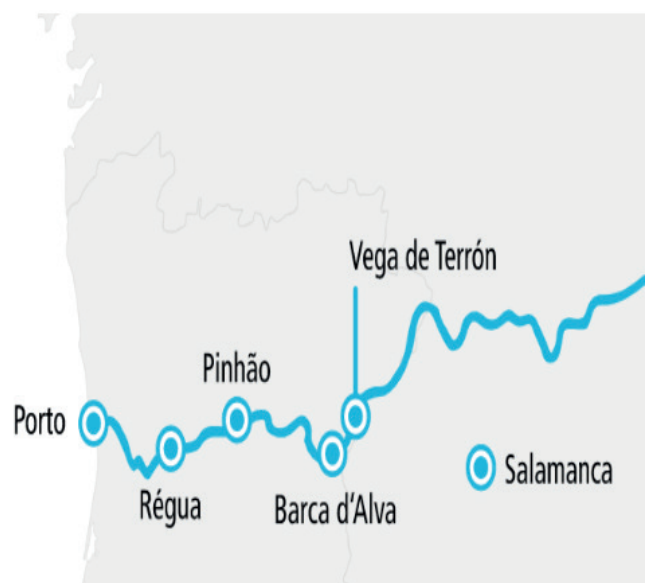 Vega de Terrón
Pinhão
Porto
Régua
Barca d'Alva
Salamanca